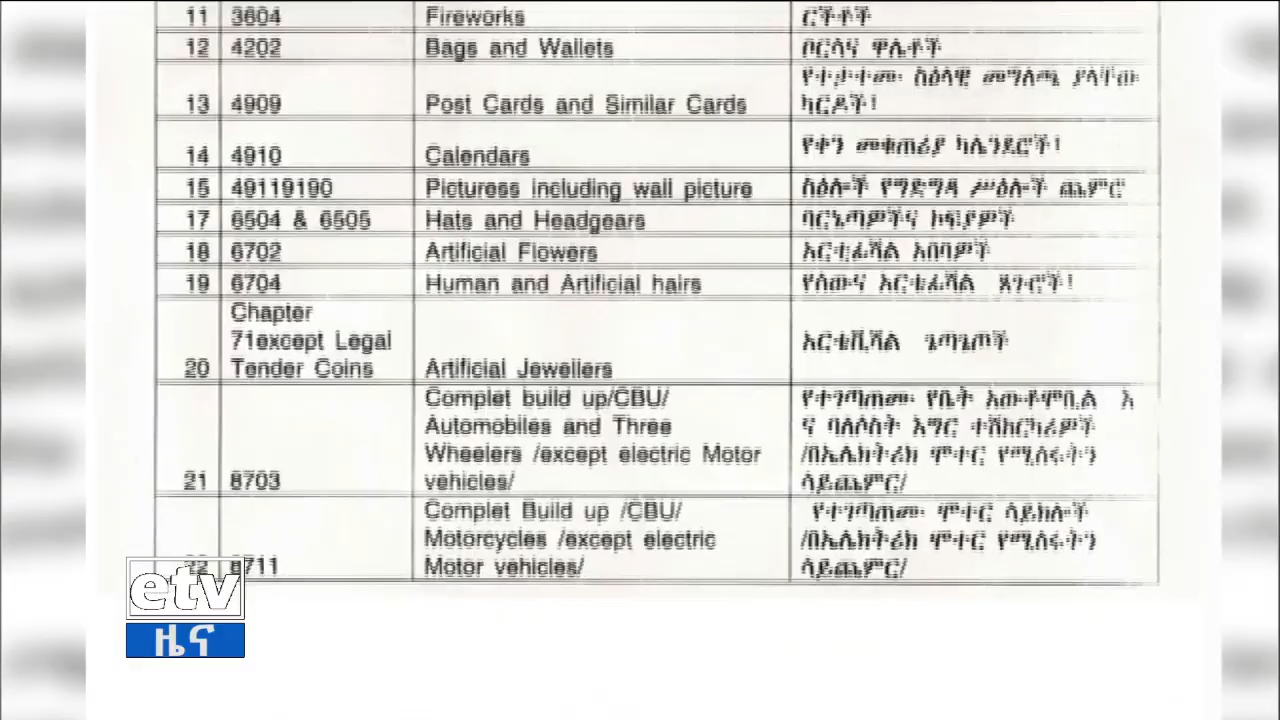 11 3604 Fireworks ርችቶች
12 4202 Bags and Wallets ቦርሳና ዋሌቶች
የተታተሙ ስዕላዊ መግለጫ ያላቸው
13 4909 Post Cards and Similar Cards ካርዶች፤
14 4910 Calendars የቀን መቁጠሪያ ካሌንደሮች፤
15 49119190 Picturess including wall picture ስዕሎች የግድግዳ ሥዕሎች ጨምሮ
17 6504 & 6505 Hats and Headgears ባርኔጣዎችና ኮፍያዎች
18 6702 Artificial Flowers አርቲፊሻል አበባዎች
19 6704 Human and Artificial hairs የሰውና አርቴፊሻል ጸጉሮች፤
Chapter
71except Legal አርቴቪሻል ጌጣጌጦች
20 Tender Coins Artificial Jewellers
Complet build up/CBU/ የተገጣጠሙ የቤት አውቶሞቢል እ
Automobiles and Three ና ባለሶስት እግር ተሽከርካሪዎች
Wheelers /except electric Motor /በኤሌክትሪክ ሞተር የሚሰሩትን
21 8703 vehicles/ ሳይጨምር/
Complet Build up /CBU/ የተገጣጠሙ ሞተር ሳይክሎች
Motorcycles /except electric /በኤሌክትሪክ ሞተር የሚሰሩትን
22 8711 Motor vehicles/ ሳይጨምር/
etv
ዜና